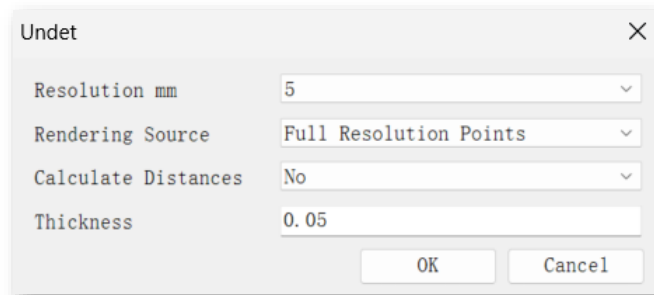 Undet
Resolution mm 5
Rendering Source Full Resolution Points
Calculate Distances No
Thickness 0.05
OK Cancel